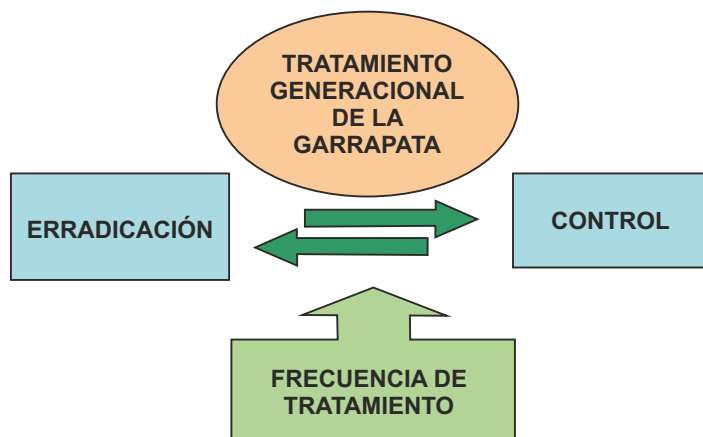 TRATAMIENTO
GENERACIONAL
DE LA
GARRAPATA
ERRADICACIÓN
CONTROL
FRECUENCIA DE
TRATAMIENTO